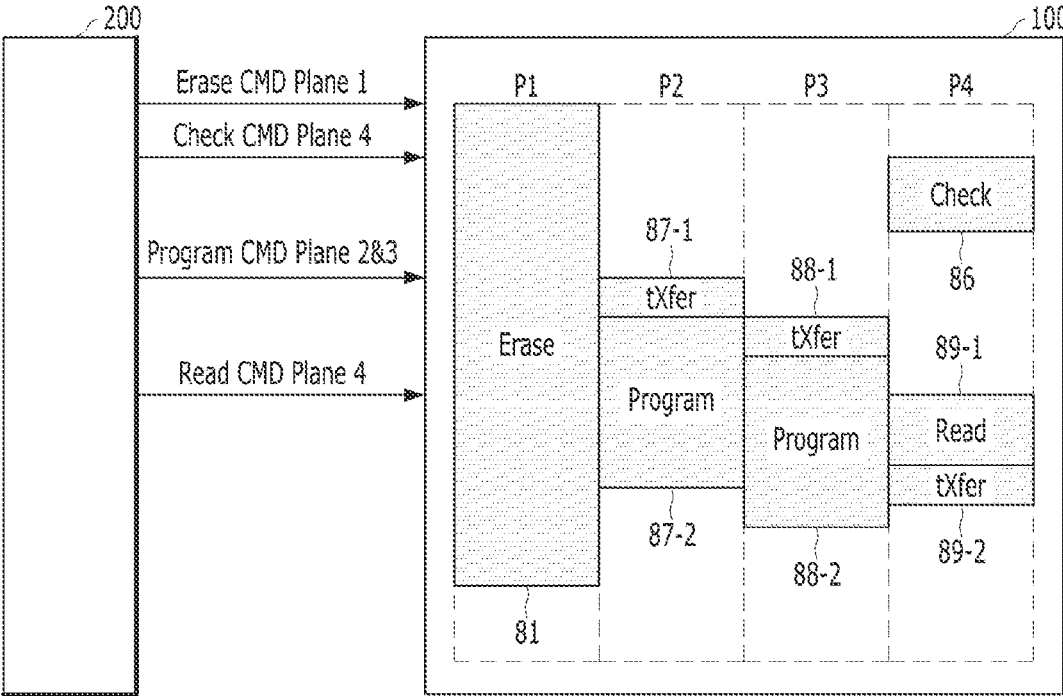 200
100
Erase CMD Plane 1
P1
P2
P3
P4
Check CMD Plane 4
Check
87-1
Program CMD Plane 2&3
88-1
86
tXfer
Erase
tXfer
89-1
Read CMD Plane 4
Program
Program
Read
tXfer
87-2
88-2
89-2
81